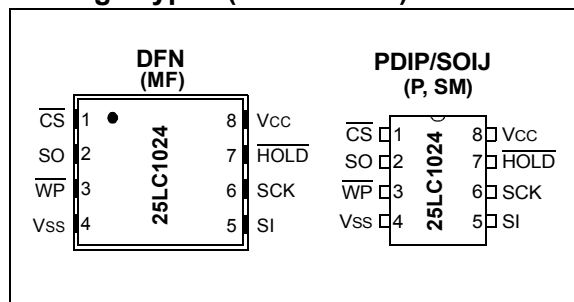 DFN
(MF)
CS 1 8 VCC
SO 2 7 HOLD
WP 3 6 SCK
VSS 4 5 SI
25LC1024
PDIP/SOIJ
(P, SM)
CS 1 8 VCC
SO 2 7 HOLD
WP 3 6 SCK
VSS 4 5 SI
25LC1024